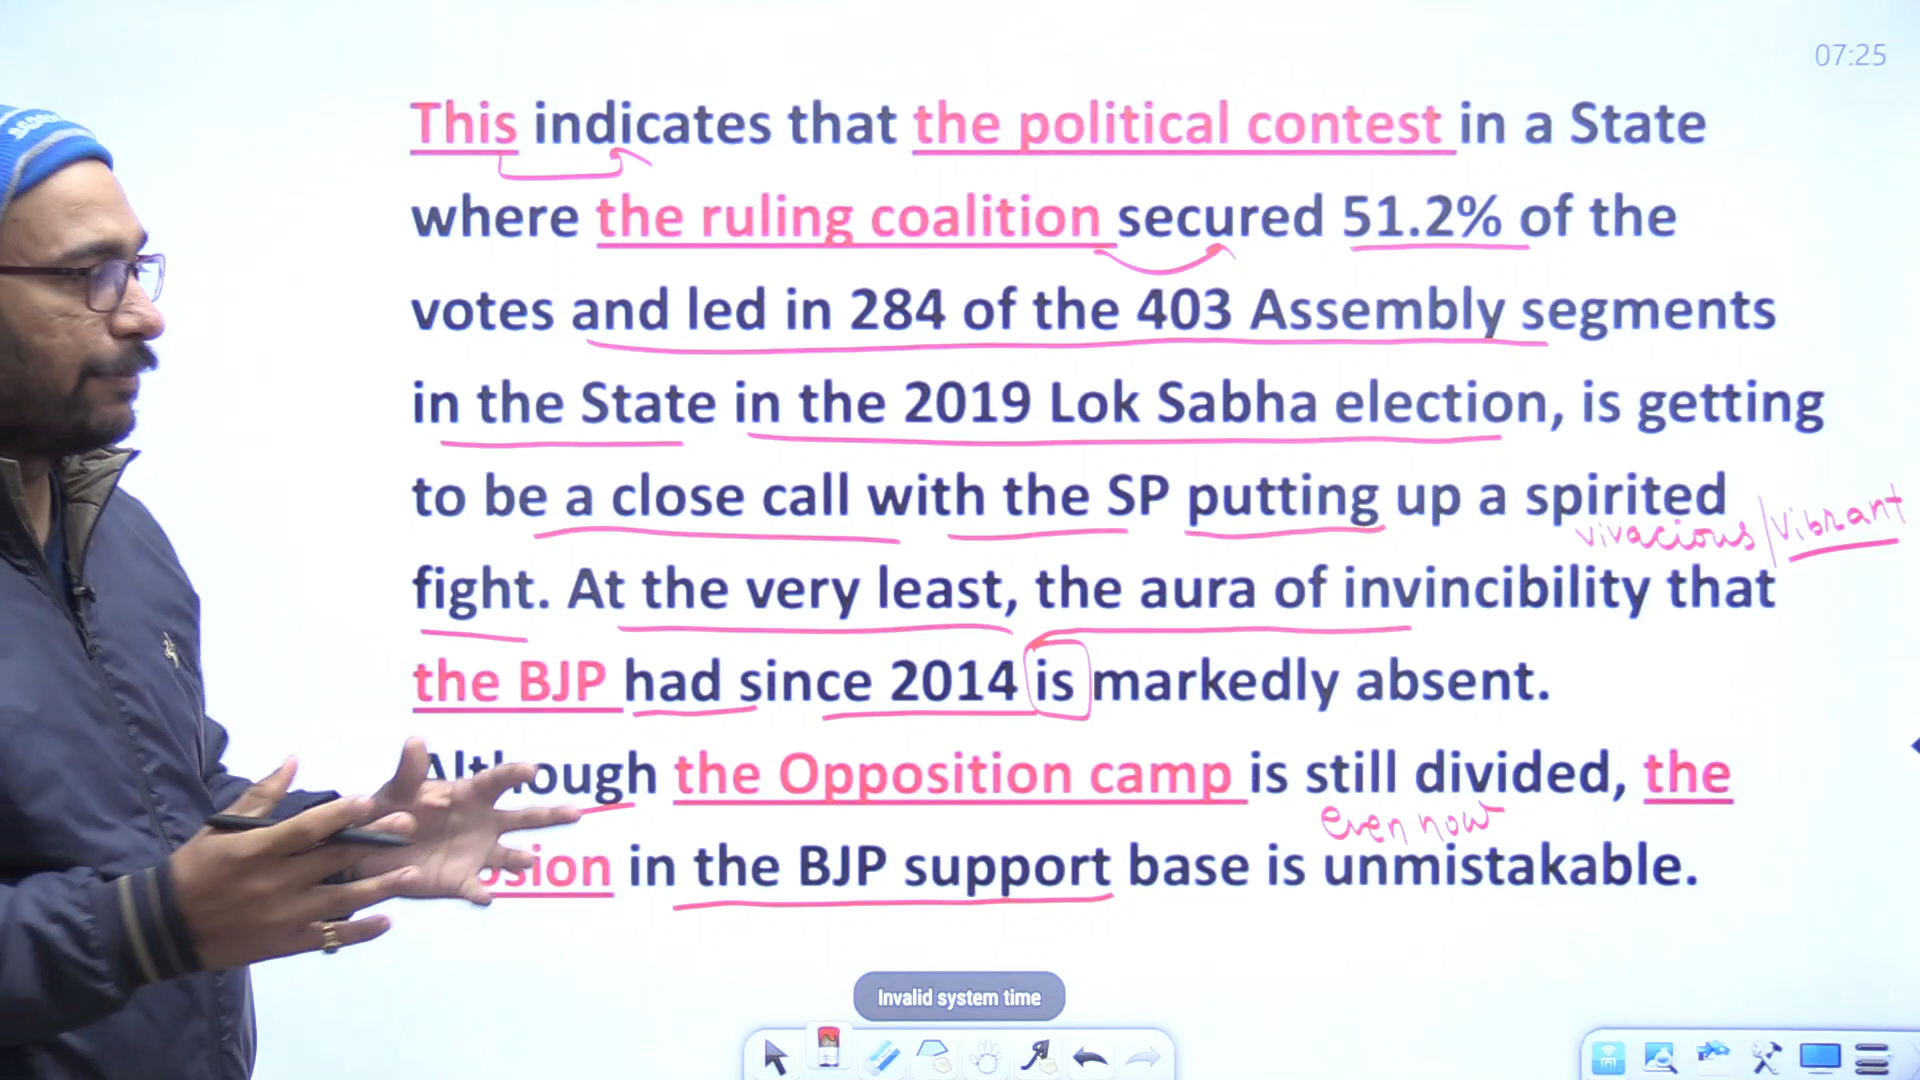 07:25
This indicates that the political contest in a State
where the ruling coalition secured 51.2% of the
votes and led in 284 of the 403 Assembly segments
in the State in the 2019 Lok Sabha election, is getting
to be a close call with the SP putting up a spirited
vivacious/vibrant
fight. At the very least, the aura of invincibility that
the BJP had since 2014 is markedly absent.
Although the Opposition camp is still divided, the
even now
in the BJP support base is unmistakable.
Invalid system time